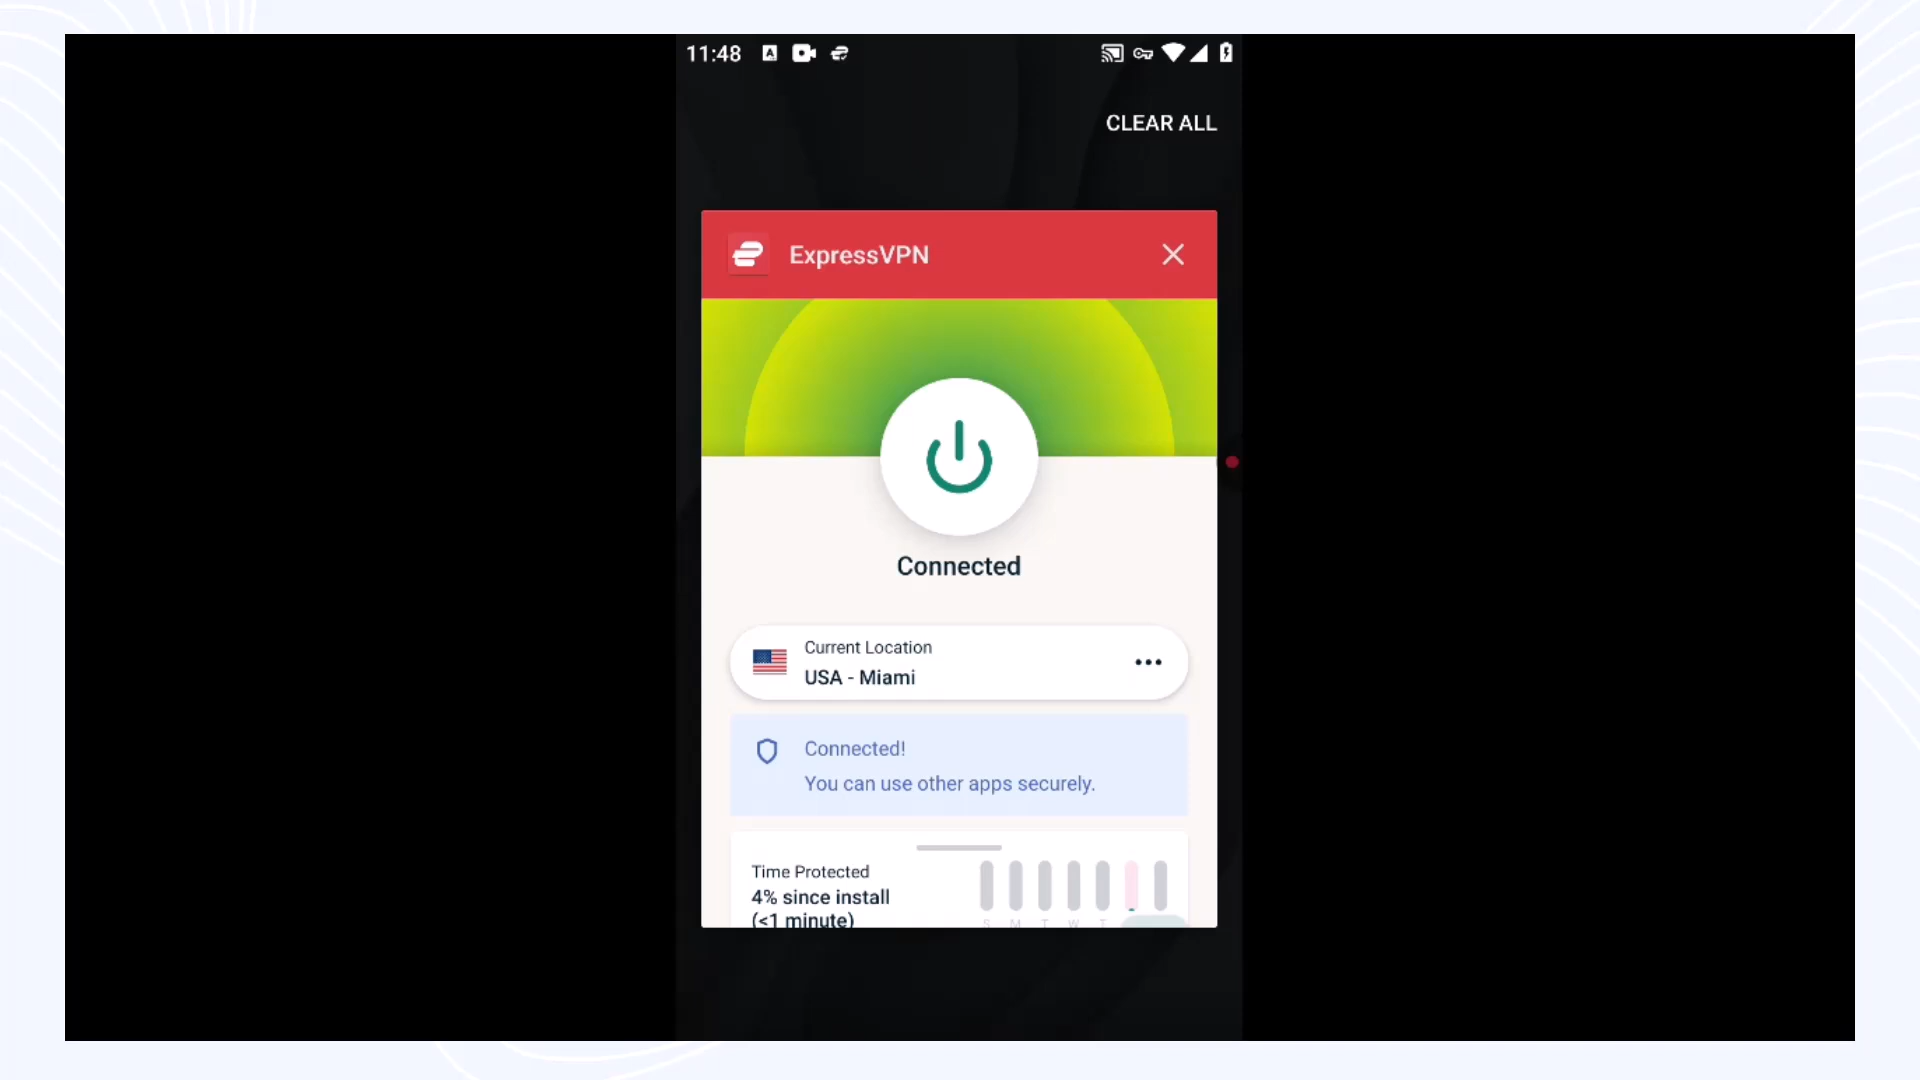 11:48
CLEAR ALL
ExpressVPN
Connected
Current Location
USA - Miami
Connected!
You can use other apps securely.
Time Protected
4% since install
(<1 minute)
S M T W T